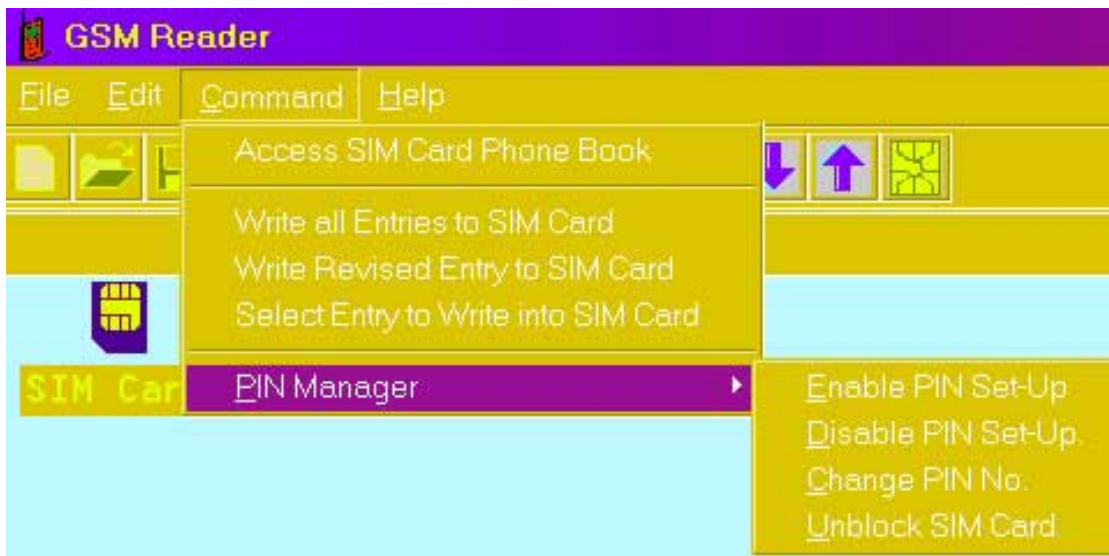 GSM Reader
File Edit Command Help
Access SIM Card Phone Book
Write all Entries to SIM Card
Write Revised Entry to SIM Card
Select Entry to Write into SIM Card
SIM Car PIN Manager
Enable PIN Set-Up
Disable PIN Set-Up.
Change PIN No.
Unblock SIM Card